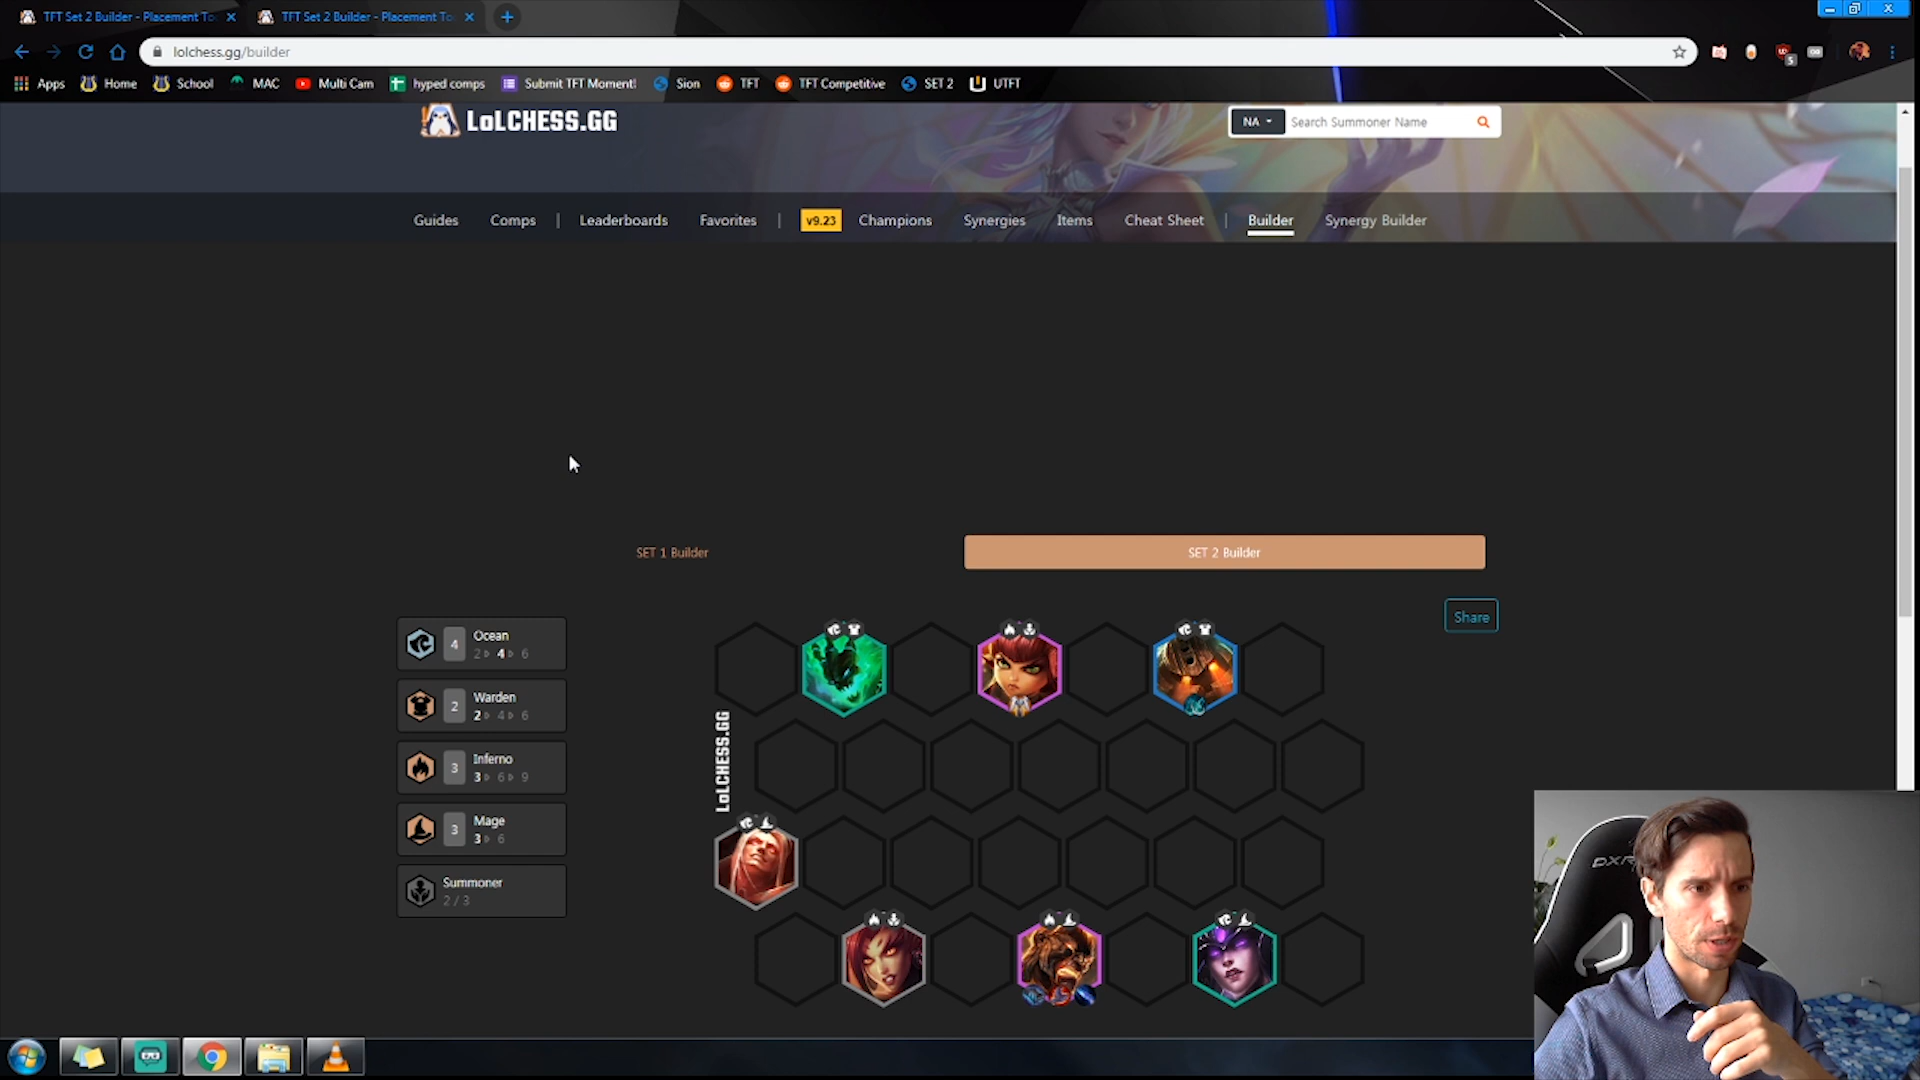 TFT Set 2 Builder - Placement To
TFT Set 2 Builder - Placement To
lolchess.gg/builder
Apps Home School MAC Multi Cam hyped comps Submit TFT Moment! Sion TFT TFT Competitive SET 2 UTFT
LoLCHESS.GG
NA Search Summoner Name
Guides Comps | Leaderboards Favorites | v9.23 Champions Synergies Items Cheat Sheet | Builder Synergy Builder
SET 1 Builder SET 2 Builder
Share
4 Ocean
2 4 6
2 Warden
2 4 6
3 Inferno
3 6 9
3 Mage
3 6
Summoner
2 / 3
LoLCHESS.GG
DXR